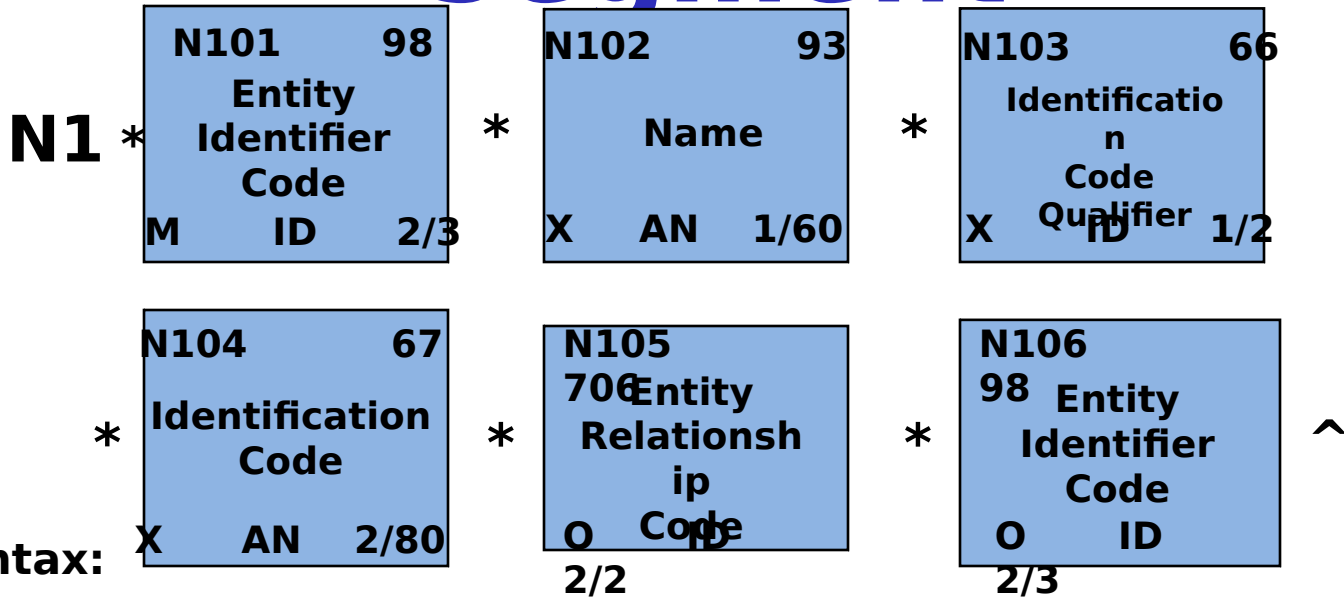 N1 *
N101 98
Entity
Identifier
Code
M ID 2/3
*
N102 93
Name
X AN 1/60
*
N103 66
Identificatio
n
Code
Qualifier
X ID 1/2
*
N104 67
Identification
Code
X AN 2/80
*
N105
706
Entity
Relationsh
ip
Code
O ID
2/2
*
N106
98
Entity
Identifier
Code
O ID
2/3
^
ntax: